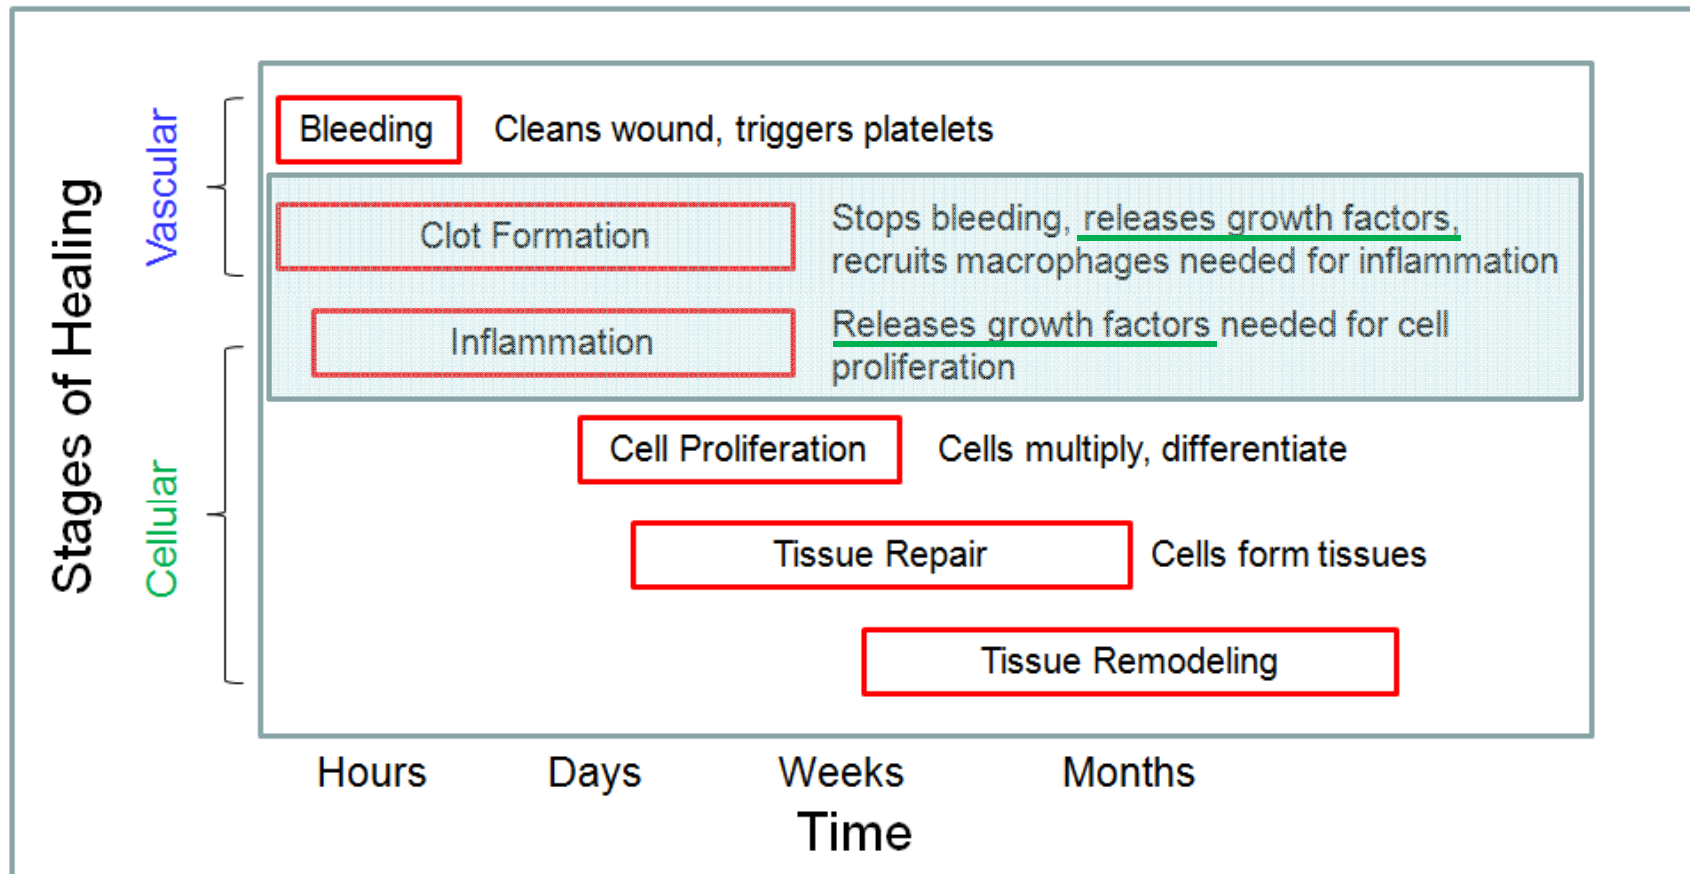 Stages of Healing
Vascular
Cellular
Bleeding
Cleans wound, triggers platelets
Clot Formation
Stops bleeding, releases growth factors,
recruits macrophages needed for inflammation
Inflammation
Releases growth factors needed for cell
proliferation
Cell Proliferation
Cells multiply, differentiate
Tissue Repair
Cells form tissues
Tissue Remodeling
Hours Days Weeks Months
Time